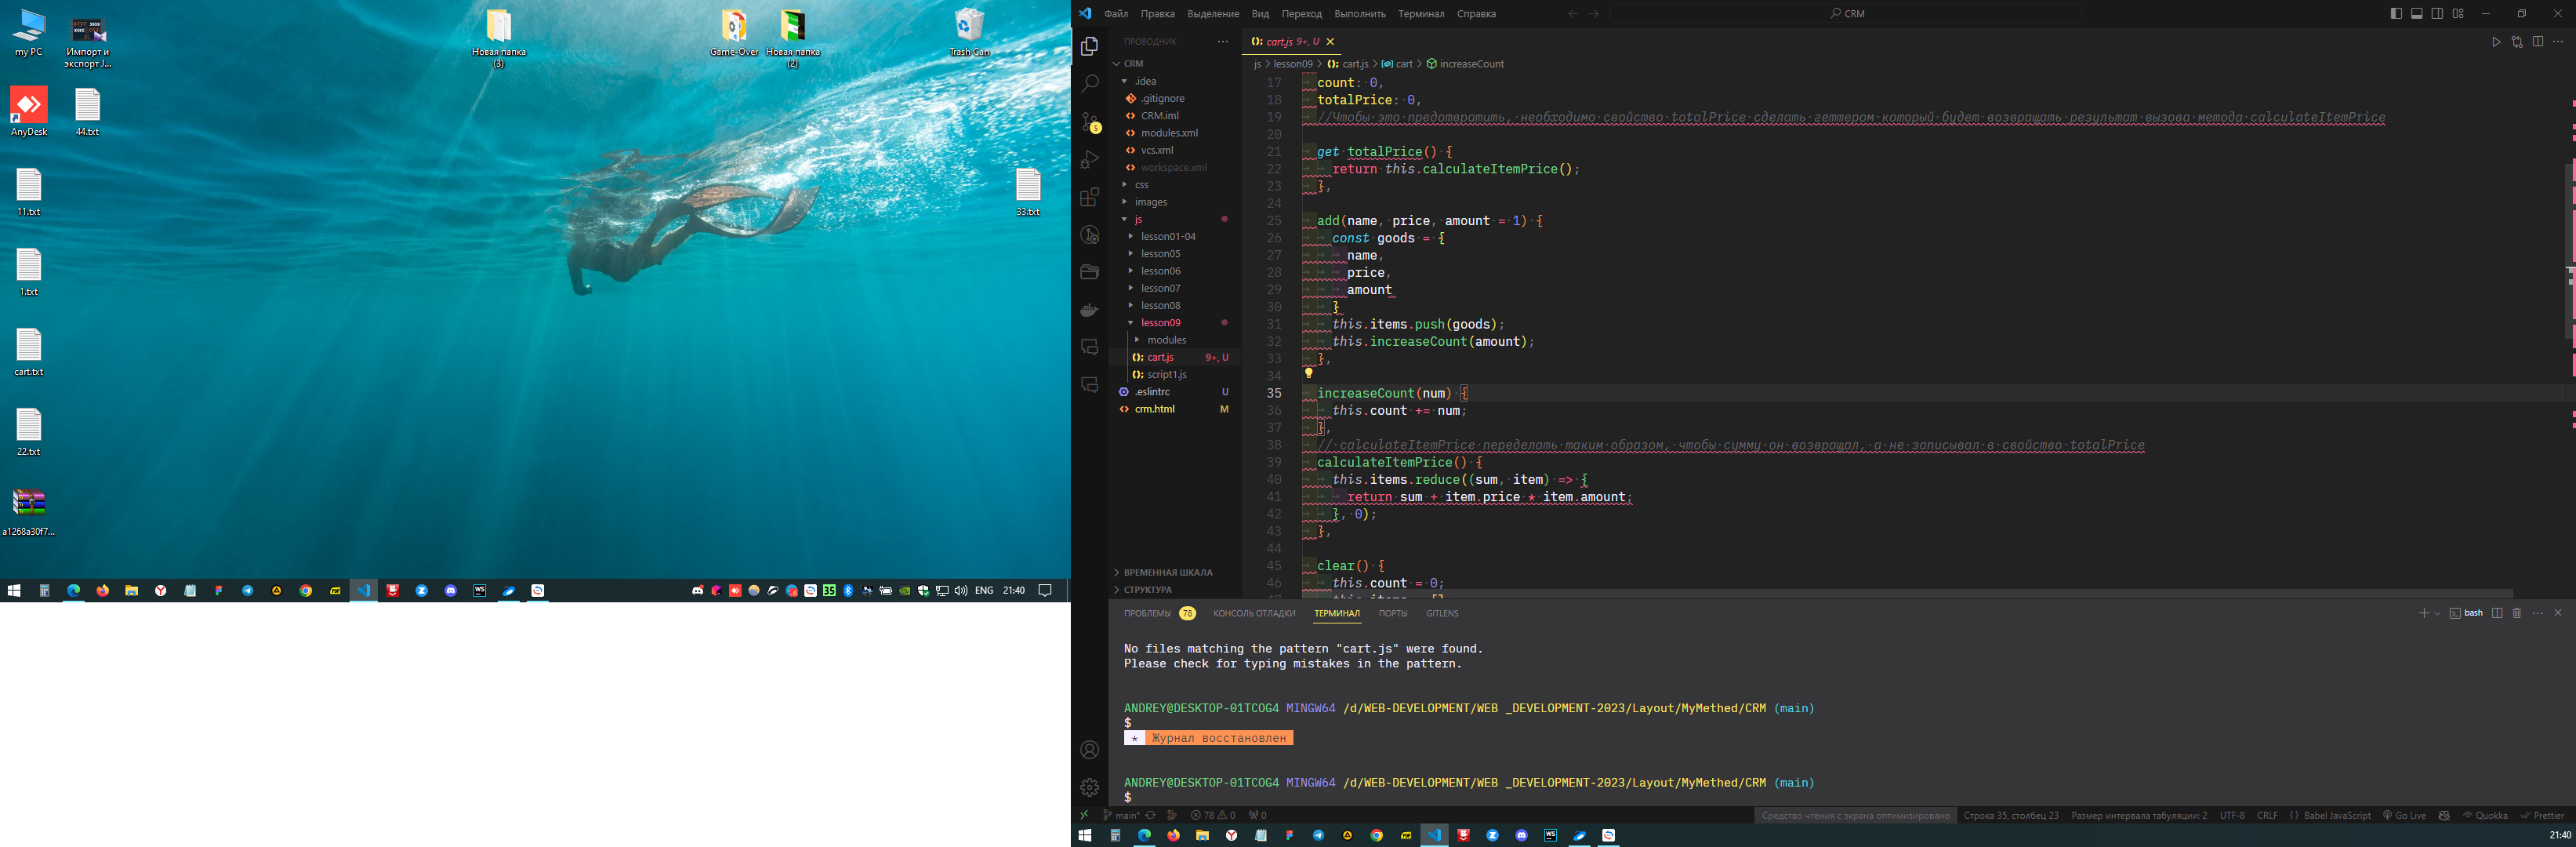 my PC
Импорт и
экспорт J...
Новая папка
(3)
Game-Over
Новая папка
(2)
Trash Can
AnyDesk
44.txt
11.txt
33.txt
1.txt
cart.txt
22.txt
a1268a30f7...
ENG
21:40
Файл Правка Выделение Вид Переход Выполнить Терминал Справка
CRM
ПРОВОДНИК
CRM
.idea
.gitignore
CRM.iml
modules.xml
vcs.xml
workspace.xml
css
images
js
lesson01-04
lesson05
lesson06
lesson07
lesson08
lesson09
modules
cart.js 9+, U
script1.js
.eslintrc U
crm.html M
ВРЕМЕННАЯ ШКАЛА
СТРУКТУРА
cart.js 9+, U
js > lesson09 > cart.js > cart > increaseCount
17 count: 0,
18 totalPrice: 0,
19 //Чтобы это предотвратить, необходимо свойство totalPrice сделать геттером который будет возвращать результат вызова метода calculateItemPrice
20
21 get totalPrice() {
22 return this.calculateItemPrice();
23 },
24
25 add(name, price, amount = 1) {
26 const goods = {
27 name,
28 price,
29 amount
30 }
31 this.items.push(goods);
32 this.increaseCount(amount);
33 },
34
35 increaseCount(num) {
36 this.count += num;
37 },
38 // calculateItemPrice переделать таким образом, чтобы сумму он возвращал, а не записывал в свойство totalPrice
39 calculateItemPrice() {
40 this.items.reduce((sum, item) => {
41 return sum + item.price * item.amount;
42 }, 0);
43 },
44
45 clear() {
46 this.count = 0;
ПРОБЛЕМЫ 78 КОНСОЛЬ ОТЛАДКИ ТЕРМИНАЛ ПОРТЫ GITLENS
bash
No files matching the pattern "cart.js" were found.
Please check for typing mistakes in the pattern.
ANDREY@DESKTOP-01TCOG4 MINGW64 /d/WEB-DEVELOPMENT/WEB _DEVELOPMENT-2023/Layout/MyMethed/CRM (main)
$
* Журнал восстановлен
ANDREY@DESKTOP-01TCOG4 MINGW64 /d/WEB-DEVELOPMENT/WEB _DEVELOPMENT-2023/Layout/MyMethed/CRM (main)
$
main* 78 0 0 Средство чтения с экрана оптимизировано Строка 35, столбец 23 Размер интервала табуляции: 2 UTF-8 CRLF {} Babel JavaScript Go Live Quokka Prettier
21:40